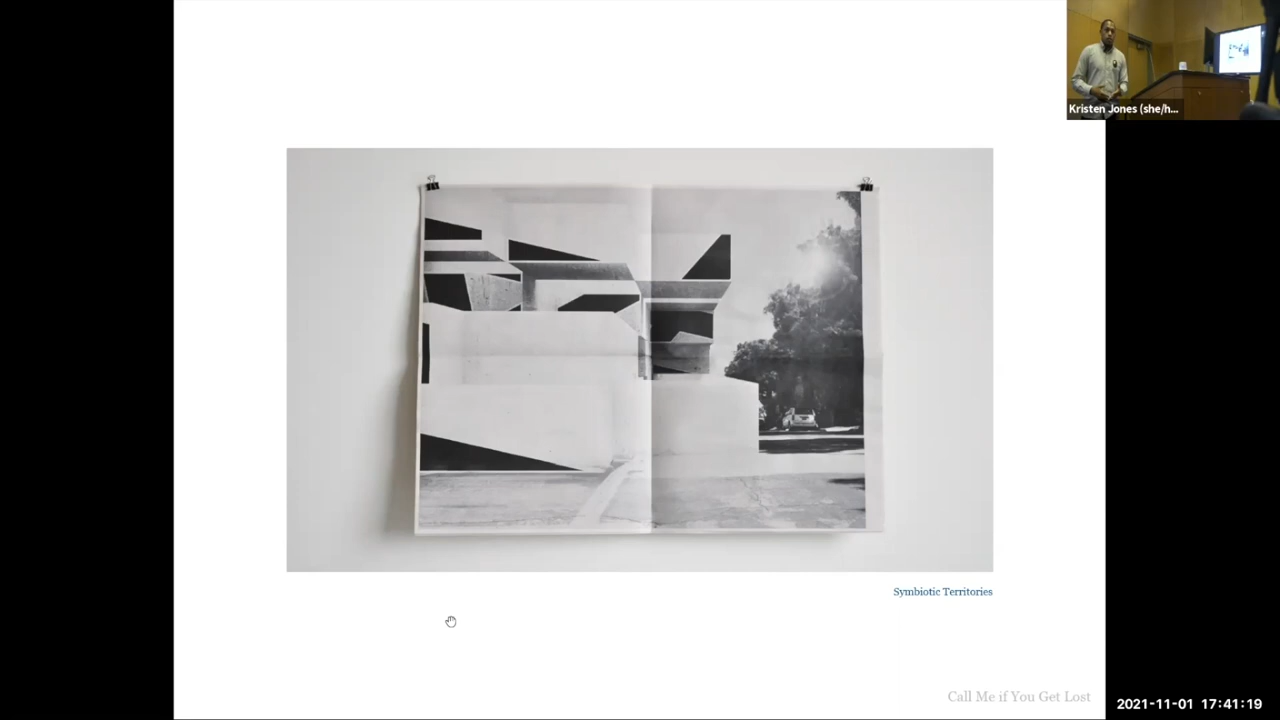 Kristen Jones (she/h...
Symbiotic Territories
Call Me if You Get Lost
2021-11-01 17:41:19